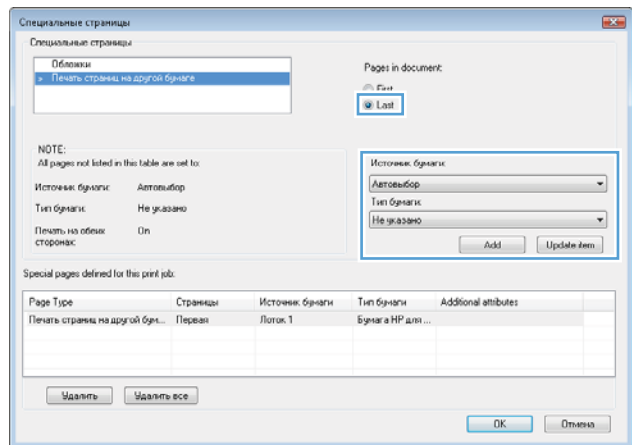 Специальные страницы
Специальные страницы
Обложки
» Печать страниц на другой бумаге
Pages in document:
First
Last
NOTE:
All pages not listed in this table are set to:
Источник бумаги: Автовыбор
Тип бумаги: Не указано
Печать на обеих сторонах: On
Источник бумаги:
Автовыбор
Тип бумаги:
Не указано
Add Update item
Special pages defined for this print job:
Page Type Страницы Источник бумаги Тип бумаги Additional attributes
Печать страниц на другой бум... Первая Лоток 1 Бумага HP для ...
Удалить Удалить все
OK Отмена